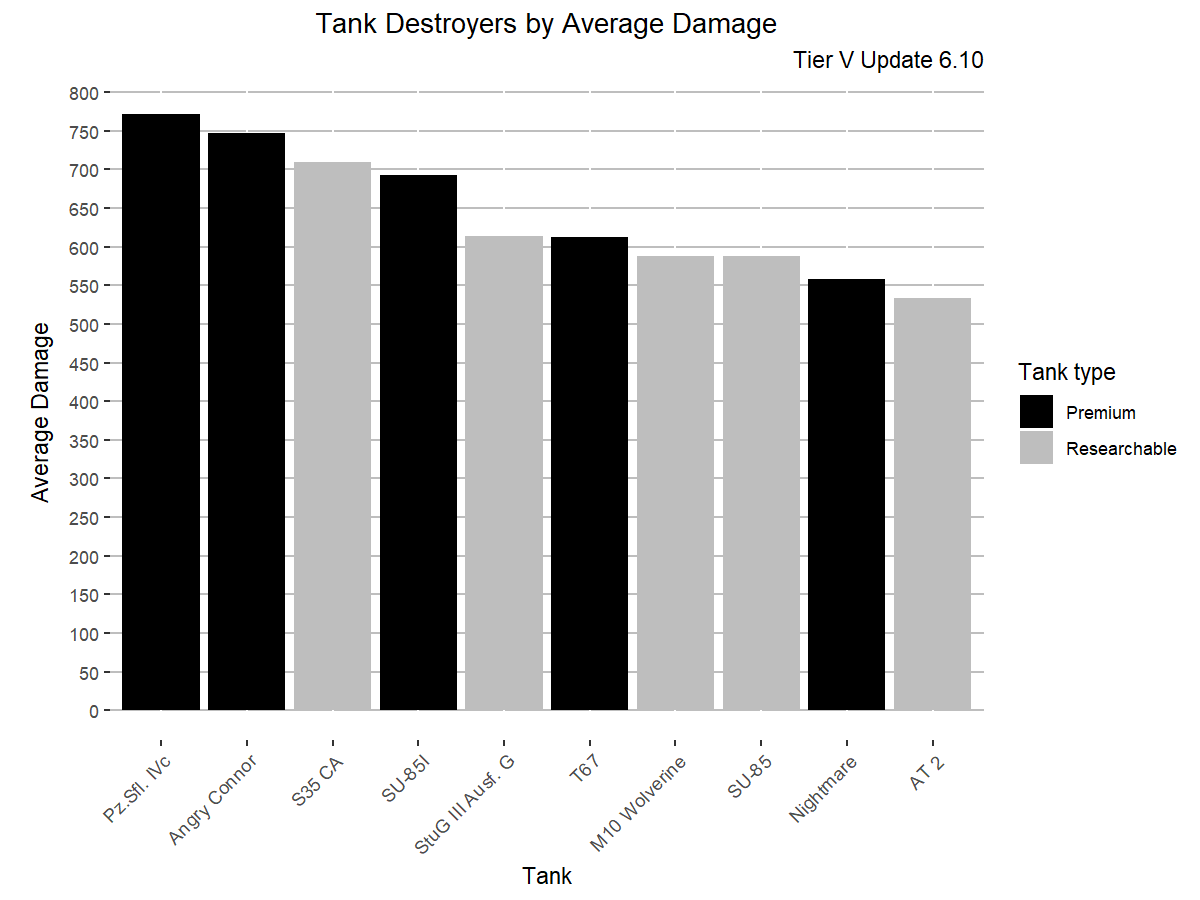 Tank Destroyers by Average Damage
Tier V Update 6.10
Average Damage
800
750
700
650
600
550
500
450
400
350
300
250
200
150
100
50
0
Pz.Sfl. IVc
Angry Connor
S35 CA
SU-85I
StuG III Ausf. G
T67
M10 Wolverine
SU-85
Nightmare
AT 2
Tank
Tank type
Premium
Researchable